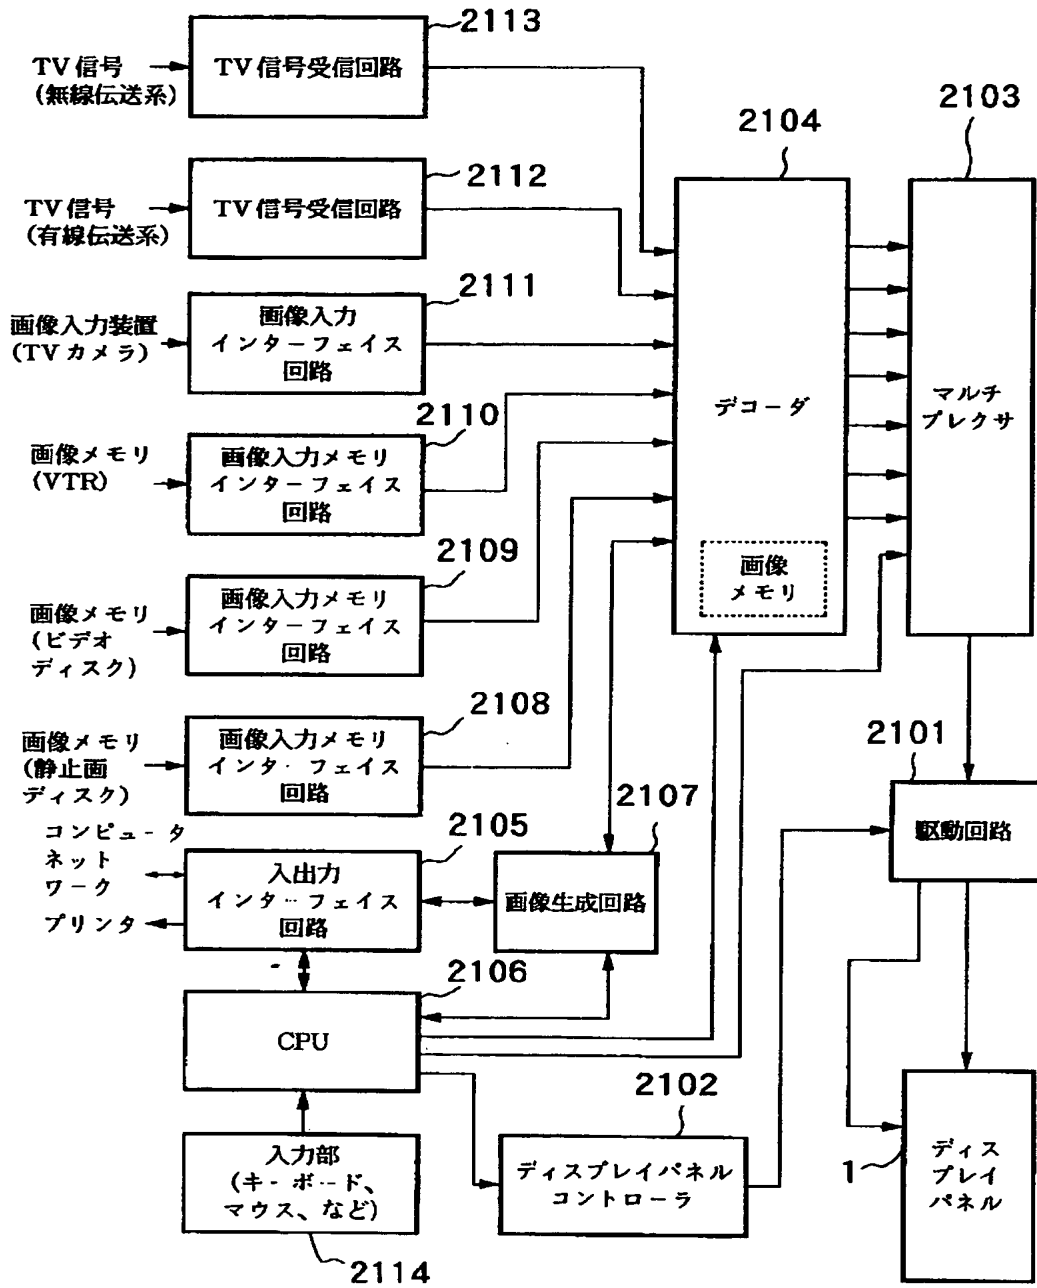 2113
TV信号
(無線伝送系)
TV信号受信回路
2112
TV信号
(有線伝送系)
TV信号受信回路
2111
画像入力装置
(TVカメラ)
画像入力
インターフェイス
回路
2110
画像メモリ
(VTR)
画像入力メモリ
インターフェイス
回路
2109
画像メモリ
(ビデオ
ディスク)
画像入力メモリ
インターフェイス
回路
2108
画像メモリ
(静止画
ディスク)
画像入力メモリ
インターフェイス
回路
2104
デコーダ
画像
メモリ
2103
マルチ
プレクサ
2101
駆動回路
2107
画像生成回路
2105
コンピュータ
ネット
ワーク
プリンタ
入出力
インターフェイス
回路
2106
CPU
2102
ディスプレイパネル
コントローラ
1
ディス
プレイ
パネル
入力部
(キーボード、
マウス、など)
2114